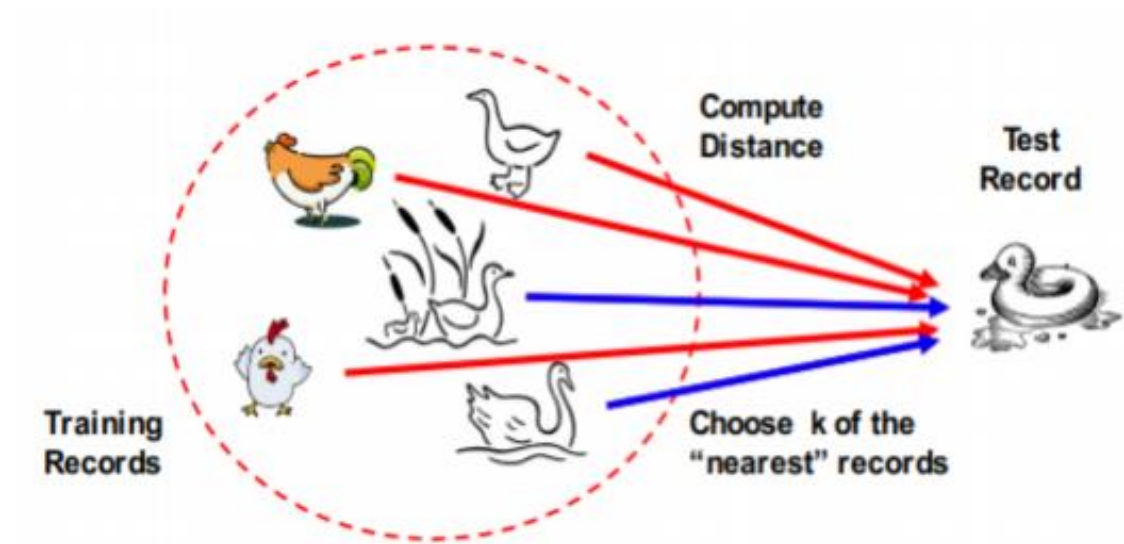 Compute
Distance
Test
Record
Training
Records
Choose k of the
“nearest” records